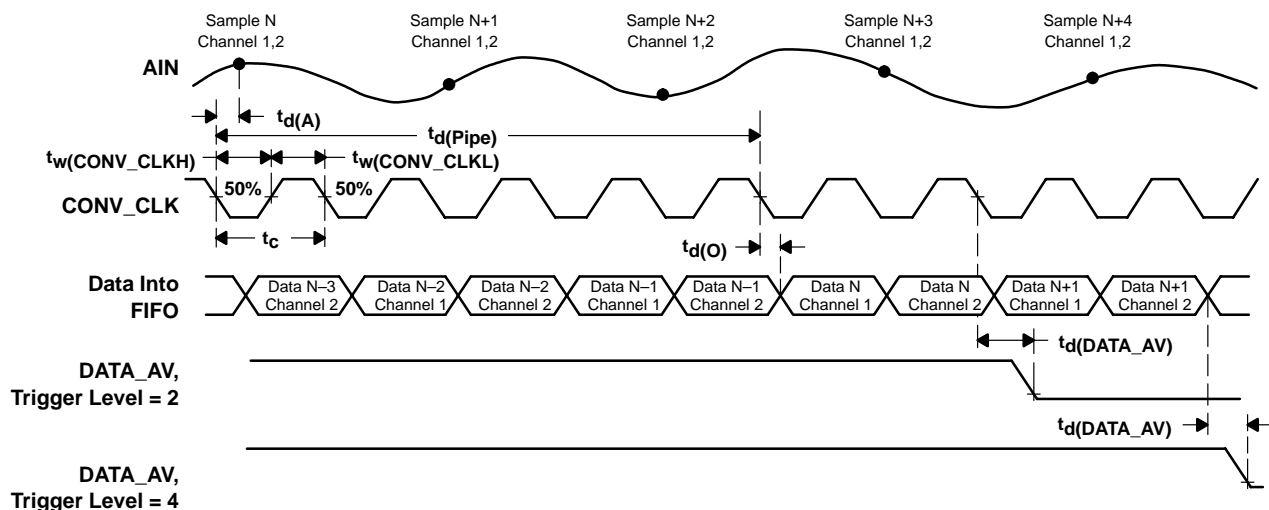 Sample N
Channel 1,2
Sample N+1
Channel 1,2
Sample N+2
Channel 1,2
Sample N+3
Channel 1,2
Sample N+4
Channel 1,2
AIN
td(A)
td(Pipe)
tw(CONV_CLKH)
tw(CONV_CLKL)
50%
50%
CONV_CLK
tc
td(O)
Data Into
FIFO
Data N–3
Channel 2
Data N–2
Channel 1
Data N–2
Channel 2
Data N–1
Channel 1
Data N–1
Channel 2
Data N
Channel 1
Data N
Channel 2
Data N+1
Channel 1
Data N+1
Channel 2
td(DATA_AV)
DATA_AV,
Trigger Level = 2
td(DATA_AV)
DATA_AV,
Trigger Level = 4